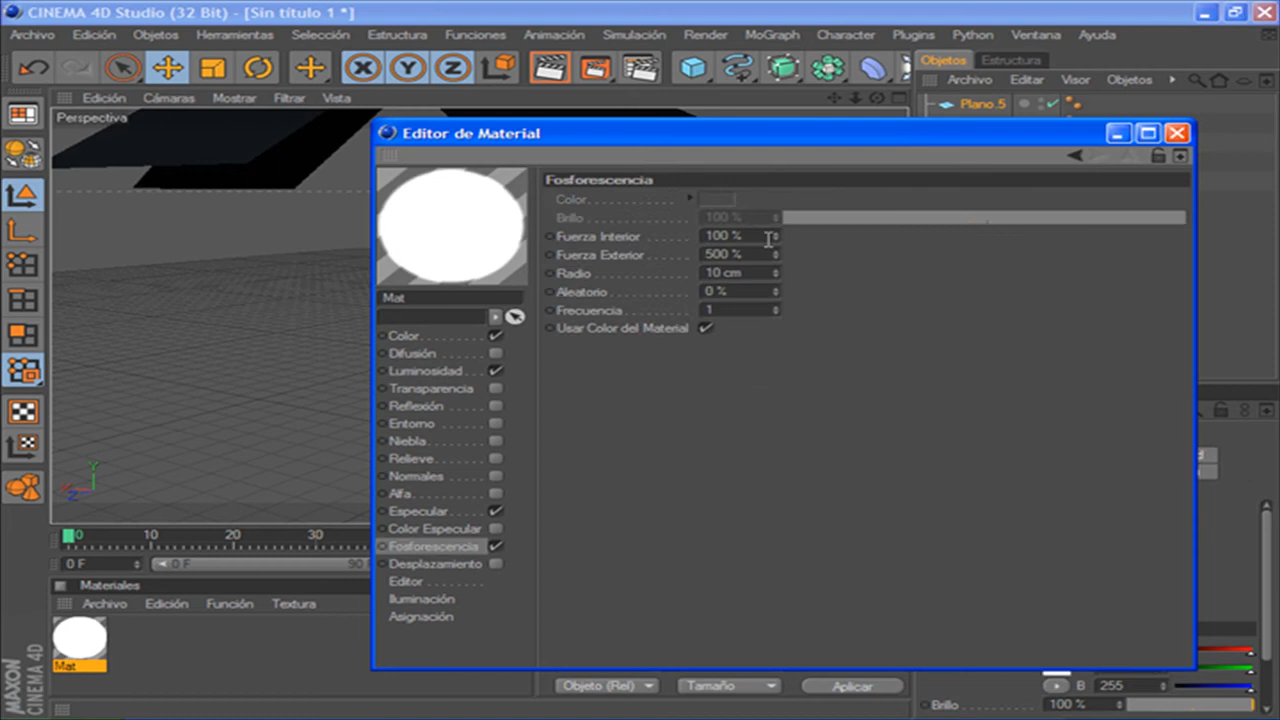 CINEMA 4D Studio (32 Bit) - [Sin título 1 *]
Archivo Edición Objetos Herramientas Selección Estructura Funciones Animación Simulación Render MoGraph Character Plugins Python Ventana Ayuda
X Y Z
Objetos Estructura
Archivo Editar Visor Objetos
Plano.5
Edición Cámaras Mostrar Filtrar Vista
Perspectiva
Editor de Material
Fosforescencia
Color
Brillo 100 %
Fuerza Interior 100 %
Fuerza Exterior 500 %
Radio 10 cm
Aleatorio 0 %
Frecuencia 1
Usar Color del Material
Mat
Color
Difusión
Luminosidad
Transparencia
Reflexión
Entorno
Niebla
Relieve
Normales
Alfa
Especular
Color Especular
Fosforescencia
Desplazamiento
Editor
Iluminación
Asignación
Y
X
Z
0 10 20 30
0 F 0 F 90
Materiales
Archivo Edición Función Textura
Mat
MAXON
CINEMA 4D
Objeto (Rel) Tamaño Aplicar
B 255
Brillo 100 %